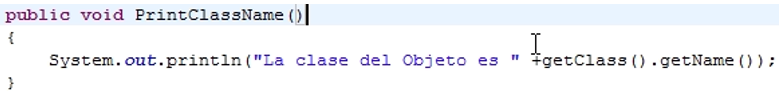 public void PrintClassName()
{
    System.out.println("La clase del Objeto es " +getClass().getName());
}